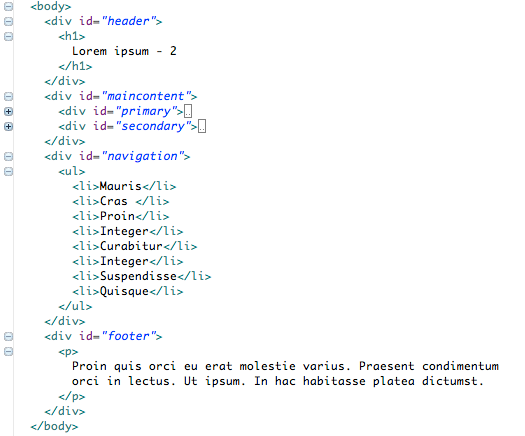 <body>
<div id="header">
<h1>
Lorem ipsum - 2
</h1>
</div>
<div id="maincontent">
<div id="primary">..
<div id="secondary">..
</div>
<div id="navigation">
<ul>
<li>Mauris</li>
<li>Cras </li>
<li>Proin</li>
<li>Integer</li>
<li>Curabitur</li>
<li>Integer</li>
<li>Suspendisse</li>
<li>Quisque</li>
</ul>
</div>
<div id="footer">
<p>
Proin quis orci eu erat molestie varius. Praesent condimentum
orci in lectus. Ut ipsum. In hac habitasse platea dictumst.
</p>
</div>
</body>